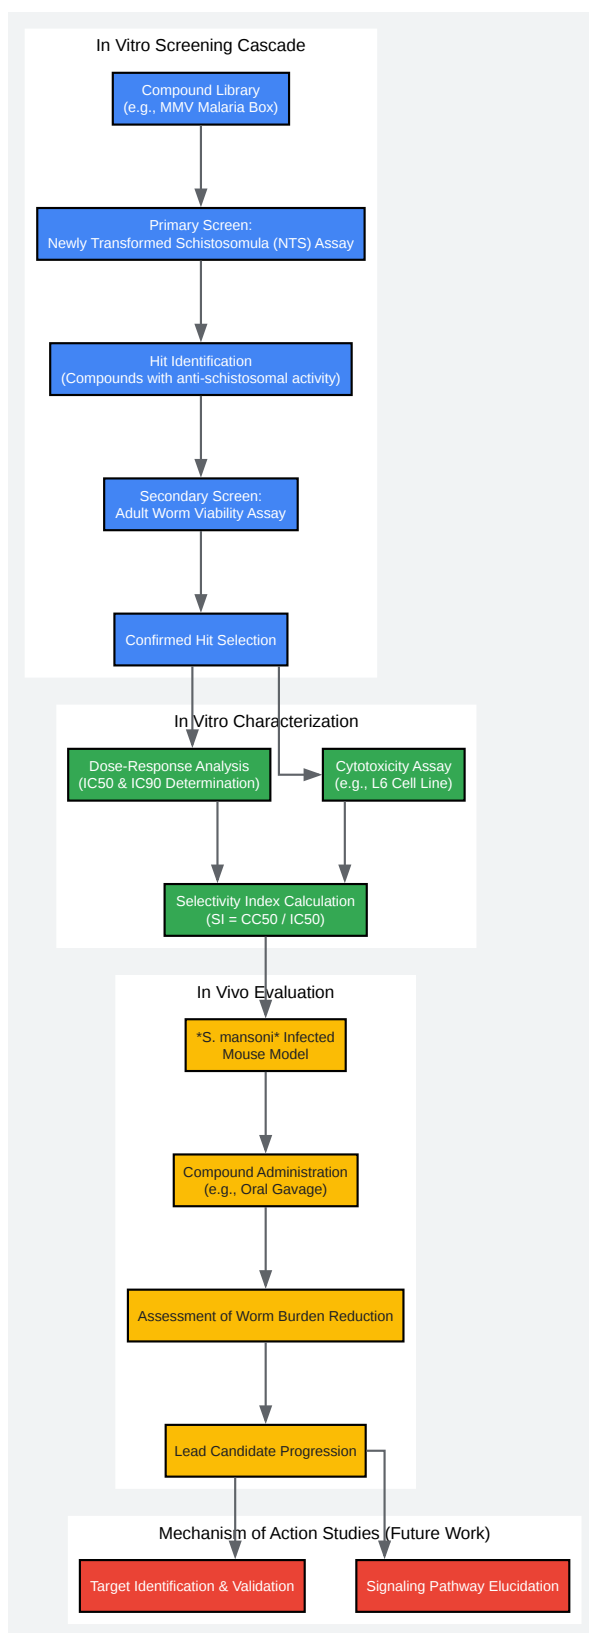 In Vitro Screening Cascade
Compound Library
(e.g., MMV Malaria Box)
Primary Screen:
Newly Transformed Schistosomula (NTS) Assay
Hit Identification
(Compounds with anti-schistosomal activity)
Secondary Screen:
Adult Worm Viability Assay
Confirmed Hit Selection
In Vitro Characterization
Dose-Response Analysis
(IC50 & IC90 Determination)
Cytotoxicity Assay
(e.g., L6 Cell Line)
Selectivity Index Calculation
(SI = CC50 / IC50)
In Vivo Evaluation
*S. mansoni* Infected
Mouse Model
Compound Administration
(e.g., Oral Gavage)
Assessment of Worm Burden Reduction
Lead Candidate Progression
Mechanism of Action Studies (Future Work)
Target Identification & Validation
Signaling Pathway Elucidation